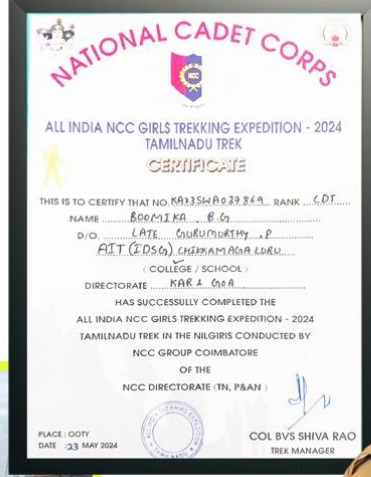 NATIONAL CADET CORPS
NCC
ALL INDIA NCC GIRLS TREKKING EXPEDITION - 2024
TAMILNADU TREK
CERTIFICATE
THIS IS TO CERTIFY THAT NO. KA23SWA037869 RANK CDT
NAME BOOMIKA . B.G
D/O. LATE GURUMURTHY .P
AIT (IDSG) CHIKKAMAGALURU
( COLLEGE / SCHOOL )
DIRECTORATE KAR & GOA
HAS SUCCESSFULLY COMPLETED THE
ALL INDIA NCC GIRLS TREKKING EXPEDITION - 2024
TAMILNADU TREK IN THE NILGIRIS CONDUCTED BY
NCC GROUP COIMBATORE
OF THE
NCC DIRECTORATE (TN, P&AN )
PLACE : OOTY
DATE : 23 MAY 2024
COL BVS SHIVA RAO
TREK MANAGER